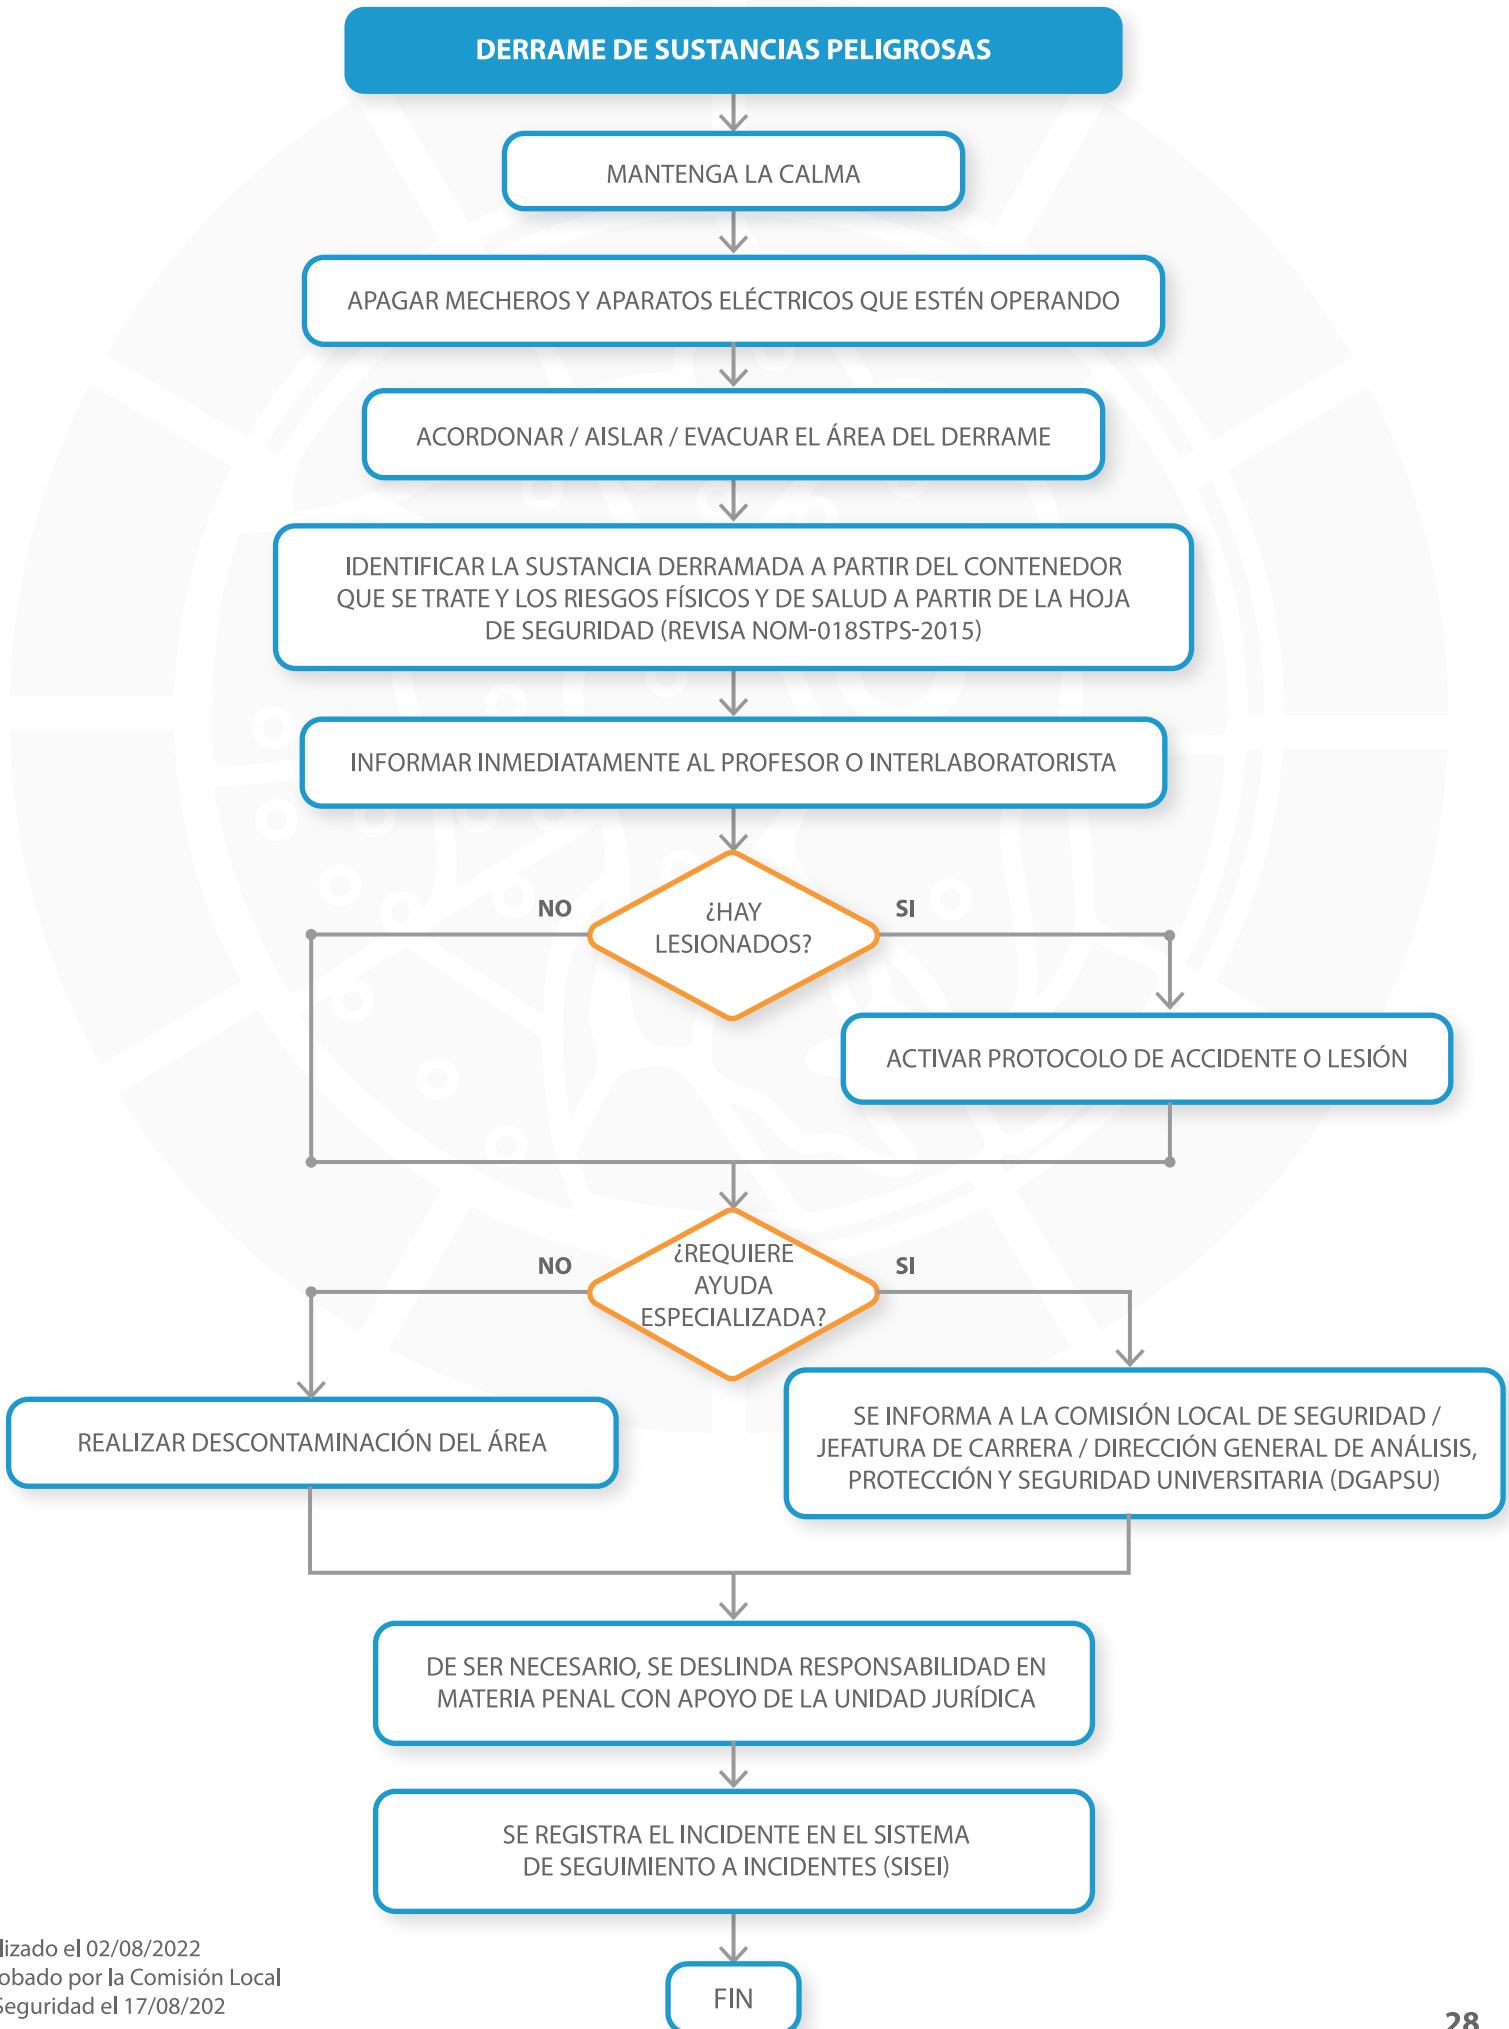 DERRAME DE SUSTANCIAS PELIGROSAS
MANTENGA LA CALMA
APAGAR MECHEROS Y APARATOS ELÉCTRICOS QUE ESTÉN OPERANDO
ACORDONAR / AISLAR / EVACUAR EL ÁREA DEL DERRAME
IDENTIFICAR LA SUSTANCIA DERRAMADA A PARTIR DEL CONTENEDOR
QUE SE TRATE Y LOS RIESGOS FÍSICOS Y DE SALUD A PARTIR DE LA HOJA
DE SEGURIDAD (REVISA NOM-018STPS-2015)
INFORMAR INMEDIATAMENTE AL PROFESOR O INTERLABORATORISTA
NO
¿HAY
LESIONADOS?
SI
ACTIVAR PROTOCOLO DE ACCIDENTE O LESIÓN
NO
¿REQUIERE
AYUDA
ESPECIALIZADA?
SI
REALIZAR DESCONTAMINACIÓN DEL ÁREA
SE INFORMA A LA COMISIÓN LOCAL DE SEGURIDAD /
JEFATURA DE CARRERA / DIRECCIÓN GENERAL DE ANÁLISIS,
PROTECCIÓN Y SEGURIDAD UNIVERSITARIA (DGAPSU)
DE SER NECESARIO, SE DESLINDA RESPONSABILIDAD EN
MATERIA PENAL CON APOYO DE LA UNIDAD JURÍDICA
SE REGISTRA EL INCIDENTE EN EL SISTEMA
DE SEGUIMIENTO A INCIDENTES (SISEI)
FIN
lizado el 02/08/2022
obado por la Comisión Local
Seguridad el 17/08/202
28